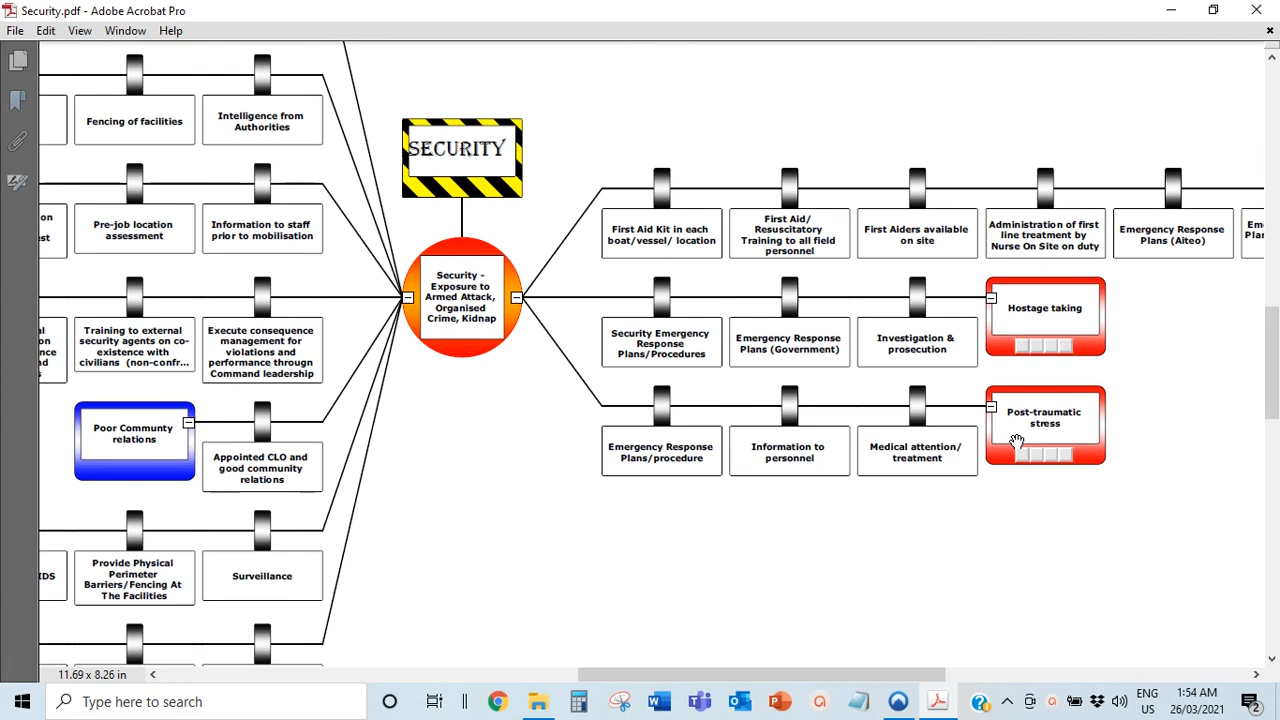 Security.pdf - Adobe Acrobat Pro
File Edit View Window Help
Fencing of facilities
Intelligence from
Authorities
SECURITY
on
est
Pre-job location
assessment
Information to staff
prior to mobilisation
First Aid Kit in each
boat/vessel/ location
First Aid/
Resuscitatory
Training to all field
personnel
First Aiders available
on site
Administration of first
line treatment by
Nurse On Site on duty
Emergency Response
Plans (Aiteo)
Security -
Exposure to
Armed Attack,
Organised
Crime, Kidnap
Training to external
security agents on co-
existence with
civilians (non-confr...
Execute consequence
management for
violations and
performance through
Command leadership
Security Emergency
Response
Plans/Procedures
Emergency Response
Plans (Government)
Investigation &
prosecution
Hostage taking
Poor Communty
relations
Appointed CLO and
good community
relations
Emergency Response
Plans/procedure
Information to
personnel
Medical attention/
treatment
Post-traumatic
stress
IDS
Provide Physical
Perimeter
Barriers/Fencing At
The Facilities
Surveillance
11.69 x 8.26 in
Type here to search
ENG
US
1:54 AM
26/03/2021
2